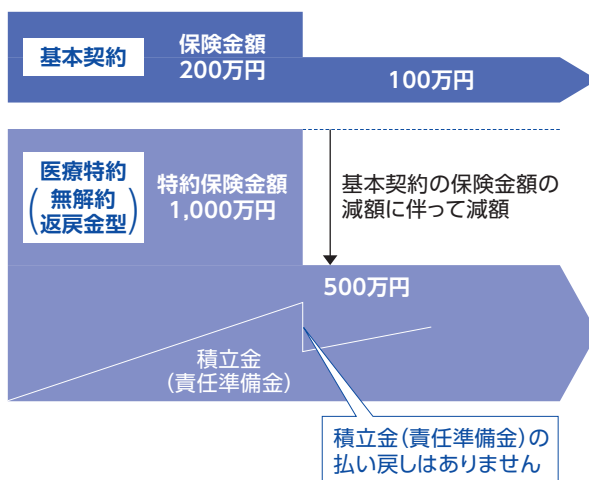 基本契約
保険金額
200万円
100万円
医療特約
(無解約
返戻金型)
特約保険金額
1,000万円
基本契約の保険金額の
減額に伴って減額
500万円
積立金
(責任準備金)
積立金(責任準備金)の
払い戻しはありません